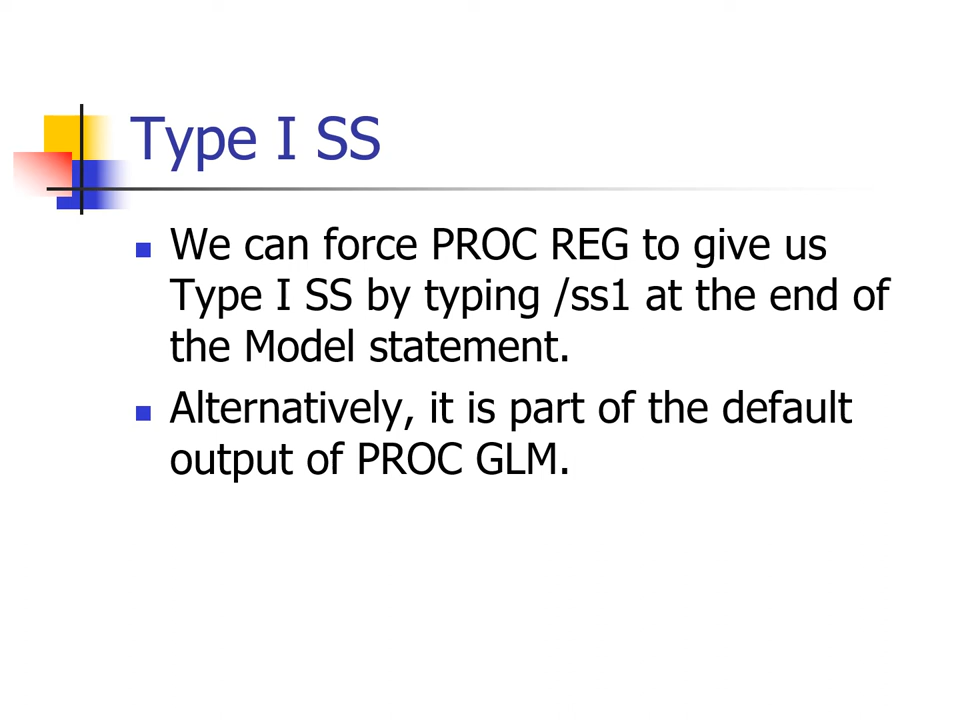 Type I SS
We can force PROC REG to give us
Type I SS by typing /ss1 at the end of
the Model statement.
Alternatively, it is part of the default
output of PROC GLM.